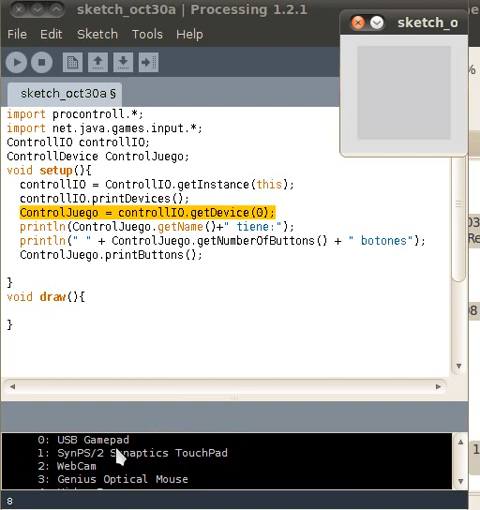 sketch_oct30a | Processing 1.2.1
File Edit Sketch Tools Help
sketch_o
sketch_oct30a §
import procontroll.*;
import net.java.games.input.*;
ControllIO controllIO;
ControllDevice ControlJuego;
void setup(){
controllIO = ControllIO.getInstance(this);
controllIO.printDevices();
ControlJuego = controllIO.getDevice(0);
println(ControlJuego.getName()+" tiene:");
println(" " + ControlJuego.getNumberOfButtons() + " botones");
ControlJuego.printButtons();
}
void draw(){
}
0: USB Gamepad
1: SynPS/2 Synaptics TouchPad
2: WebCam
3: Genius Optical Mouse
8